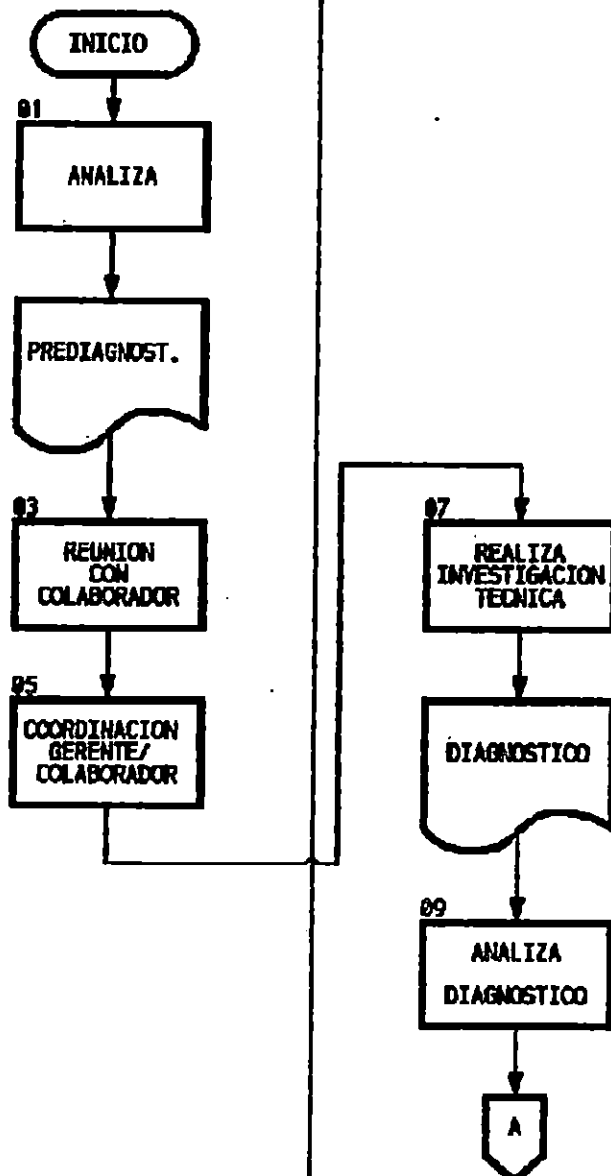 INICIO
01
ANALIZA
PREDIAGNOST.
03
REUNION
CON
COLABORADOR
05
COORDINACION
GERENTE/
COLABORADOR
07
REALIZA
INVESTIGACION
TECNICA
DIAGNOSTICO
09
ANALIZA
DIAGNOSTICO
A